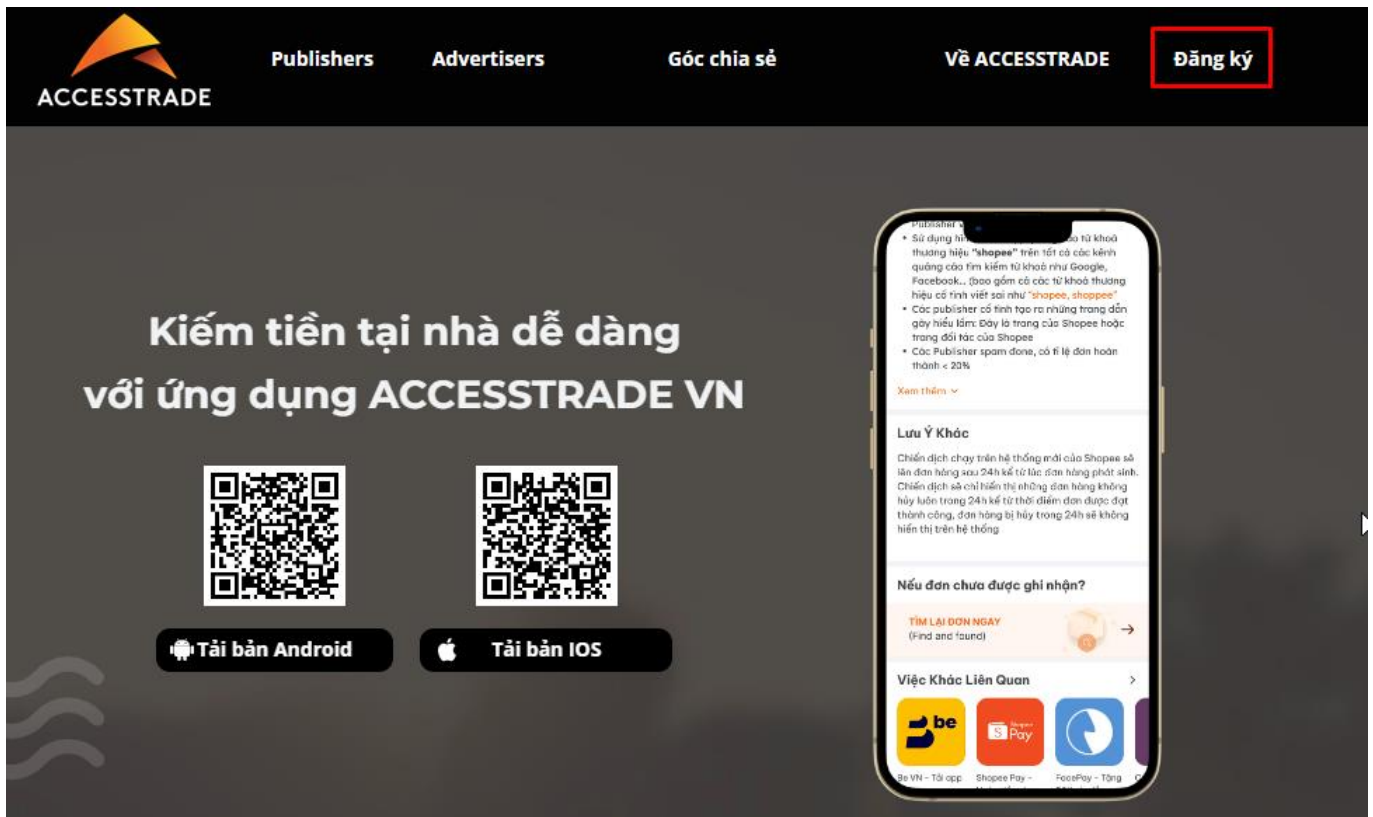 ACCESSTRADE
Publishers
Advertisers
Góc chia sẻ
Về ACCESSTRADE
Đăng ký
Kiếm tiền tại nhà dễ dàng
với ứng dụng ACCESSTRADE VN
Tải bản Android
Tải bản IOS
Publisher
• Sử dụng từ khoá
thương hiệu "shopee" trên tất cả các kênh
quảng cáo tìm kiếm từ khoá như Google,
Facebook... (bao gồm cả các từ khoá thương
hiệu cố tình viết sai như "shapee, shoppee"
• Các publisher cố tình tạo ra những trang dẫn
gây hiểu lầm: Đây là trang của Shopee hoặc
trang đối tác của Shopee
• Các Publisher spam đơn, có tỉ lệ đơn hoàn
thành < 20%
Xem thêm
Lưu Ý Khác
Chiến dịch chạy trên hệ thống mới của Shopee sẽ
lên đơn hàng sau 24h kể từ lúc đơn hàng phát sinh.
Chiến dịch sẽ chỉ hiển thị những đơn hàng không
hủy luôn trong 24h kể từ thời điểm đơn được đặt
thành công, đơn hàng bị hủy trong 24h sẽ không
hiển thị trên hệ thống
Nếu đơn chưa được ghi nhận?
TÌM LẠI ĐƠN NGAY
(Find and found)
Việc Khác Liên Quan
be
S Pay
Be VN - Tải app
Shopee Pay -
FacePay - Tặng